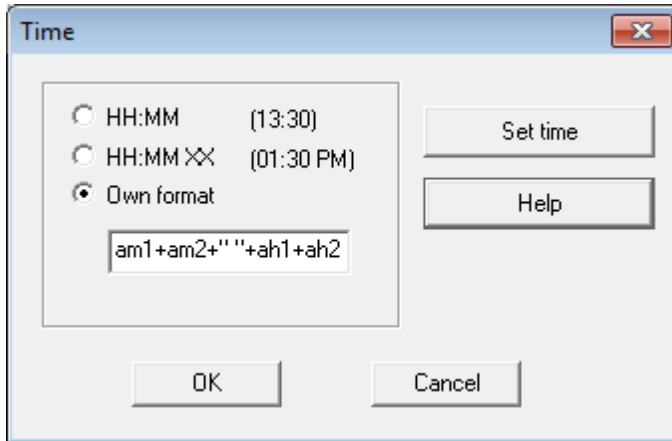 Time
HH:MM (13:30)
HH:MM XX (01:30 PM)
Own format
am1+am2+" "+ah1+ah2
Set time
Help
OK
Cancel